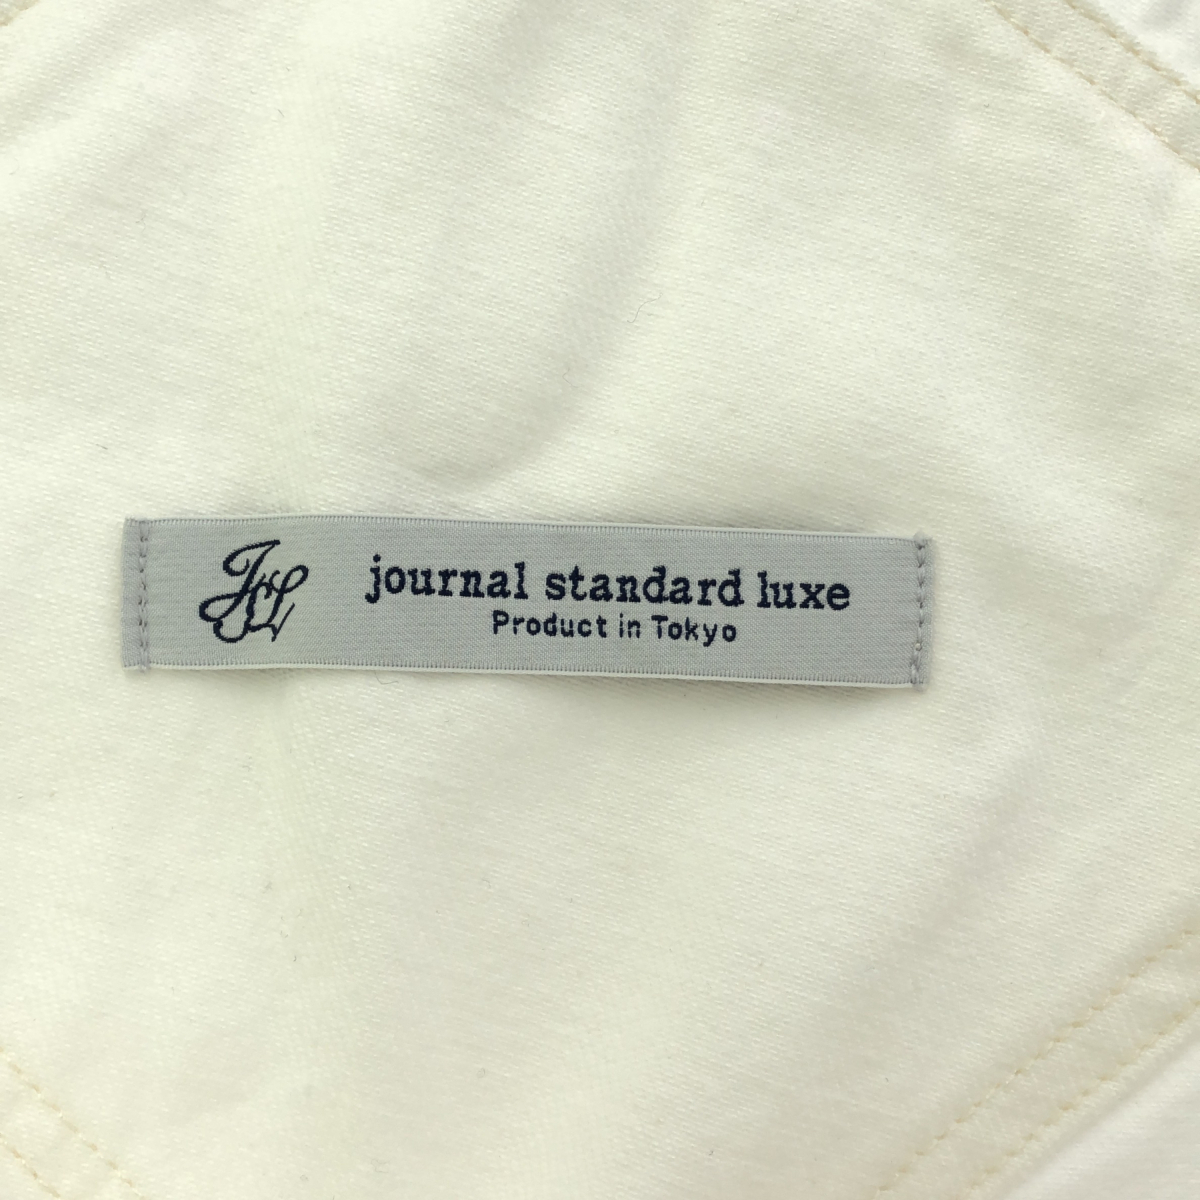 JSL
journal standard luxe
Product in Tokyo